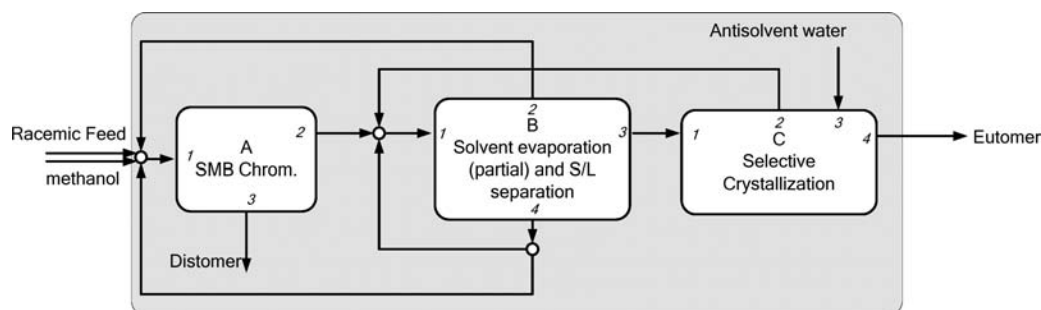 Antisolvent water
Racemic Feed
methanol
1
A
SMB Chrom.
2
3
Distomer
1
2
B
Solvent evaporation
(partial) and S/L
separation
3
4
1
2
3
C
Selective
Crystallization
4
Eutomer